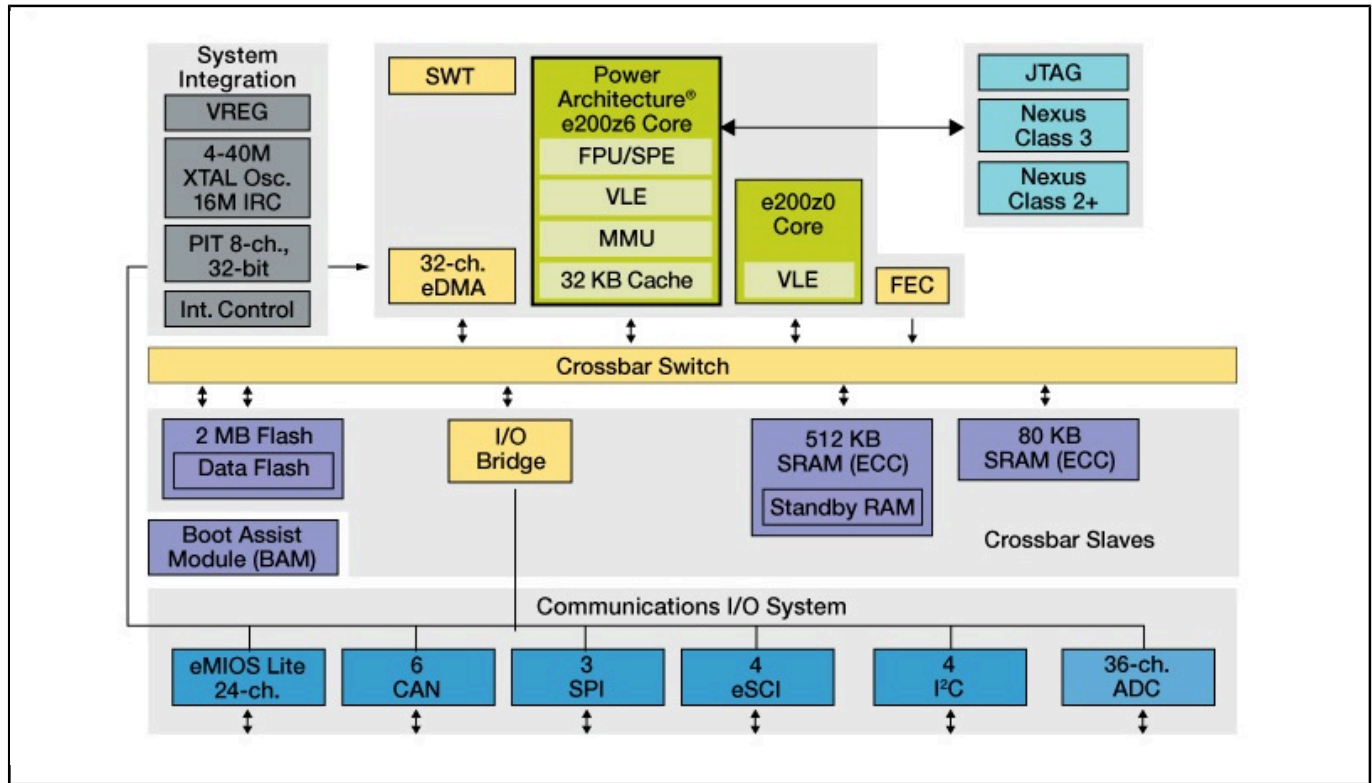 System
Integration
VREG
4-40M
XTAL Osc.
16M IRC
PIT 8-ch.,
32-bit
Int. Control
SWT
32-ch.
eDMA
Power
Architecture®
e200z6 Core
FPU/SPE
VLE
MMU
32 KB Cache
e200z0
Core
VLE
FEC
JTAG
Nexus
Class 3
Nexus
Class 2+
Crossbar Switch
2 MB Flash
Data Flash
I/O
Bridge
512 KB
SRAM (ECC)
Standby RAM
80 KB
SRAM (ECC)
Boot Assist
Module (BAM)
Crossbar Slaves
Communications I/O System
eMIOS Lite
24-ch.
6
CAN
3
SPI
4
eSCI
4
I²C
36-ch.
ADC